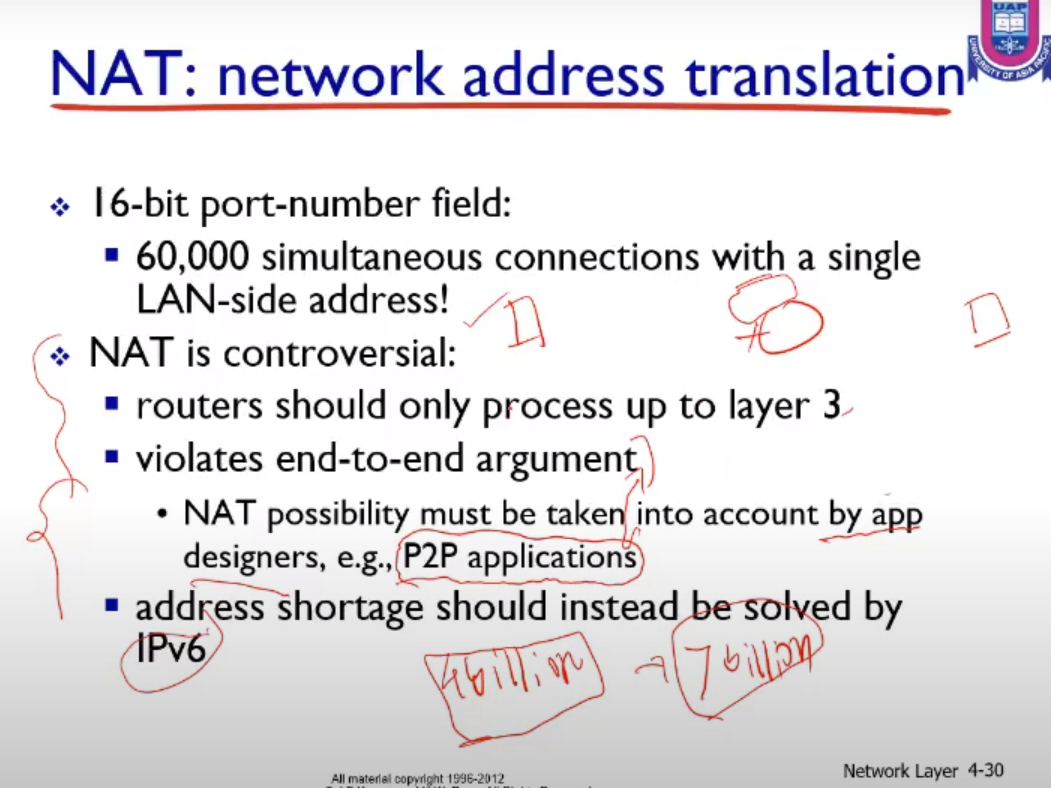 UAP
UNIVERSITY OF ASIA PACIFIC
NAT: network address translation
16-bit port-number field:
60,000 simultaneous connections with a single
LAN-side address!
NAT is controversial:
routers should only process up to layer 3
violates end-to-end argument
NAT possibility must be taken into account by app
designers, e.g., P2P applications
address shortage should instead be solved by
IPv6
4billion → 7 billion
Network Layer 4-30
All material copyright 1996-2012